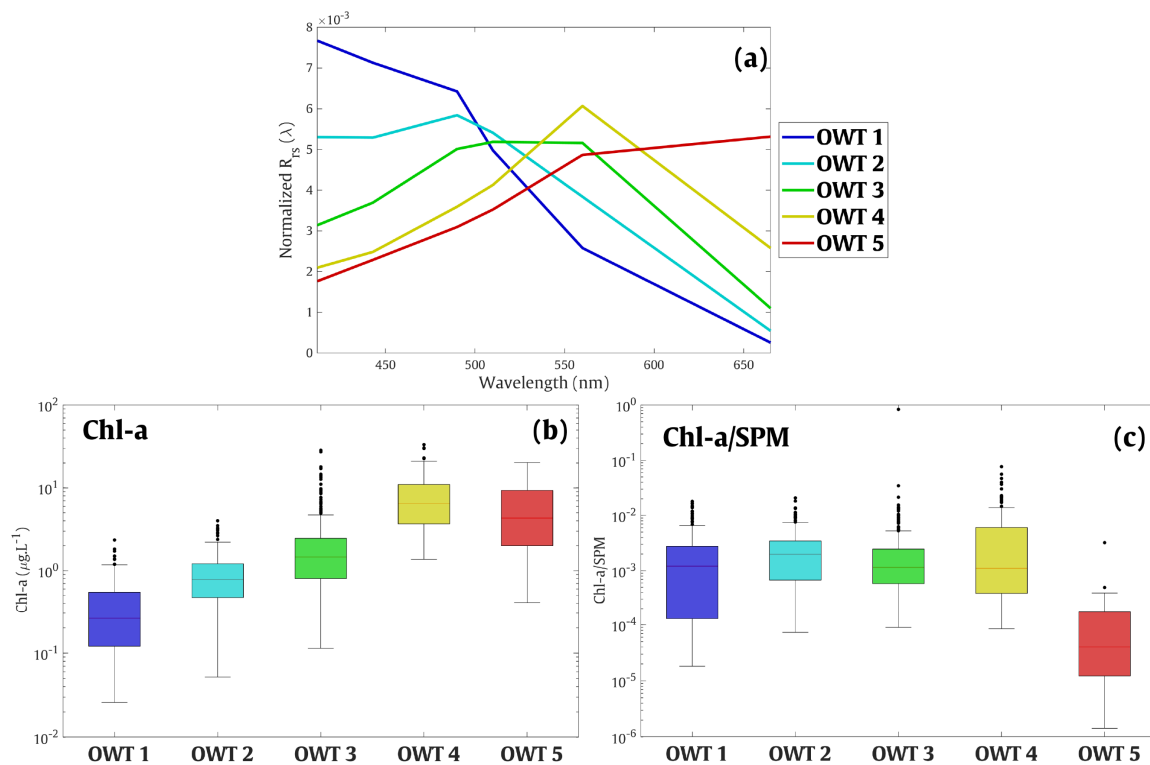 ×10⁻³
8
7
6
5
4
3
2
1
0
Normalized Rrs (λ)
450 500 550 600 650
Wavelength (nm)
(a)
OWT 1
OWT 2
OWT 3
OWT 4
OWT 5
Chl-a
(b)
10²
10¹
10⁰
10⁻¹
10⁻²
Chl-a (μg.L⁻¹)
OWT 1 OWT 2 OWT 3 OWT 4 OWT 5
Chl-a/SPM
(c)
10⁰
10⁻¹
10⁻²
10⁻³
10⁻⁴
10⁻⁵
10⁻⁶
Chl-a/SPM
OWT 1 OWT 2 OWT 3 OWT 4 OWT 5